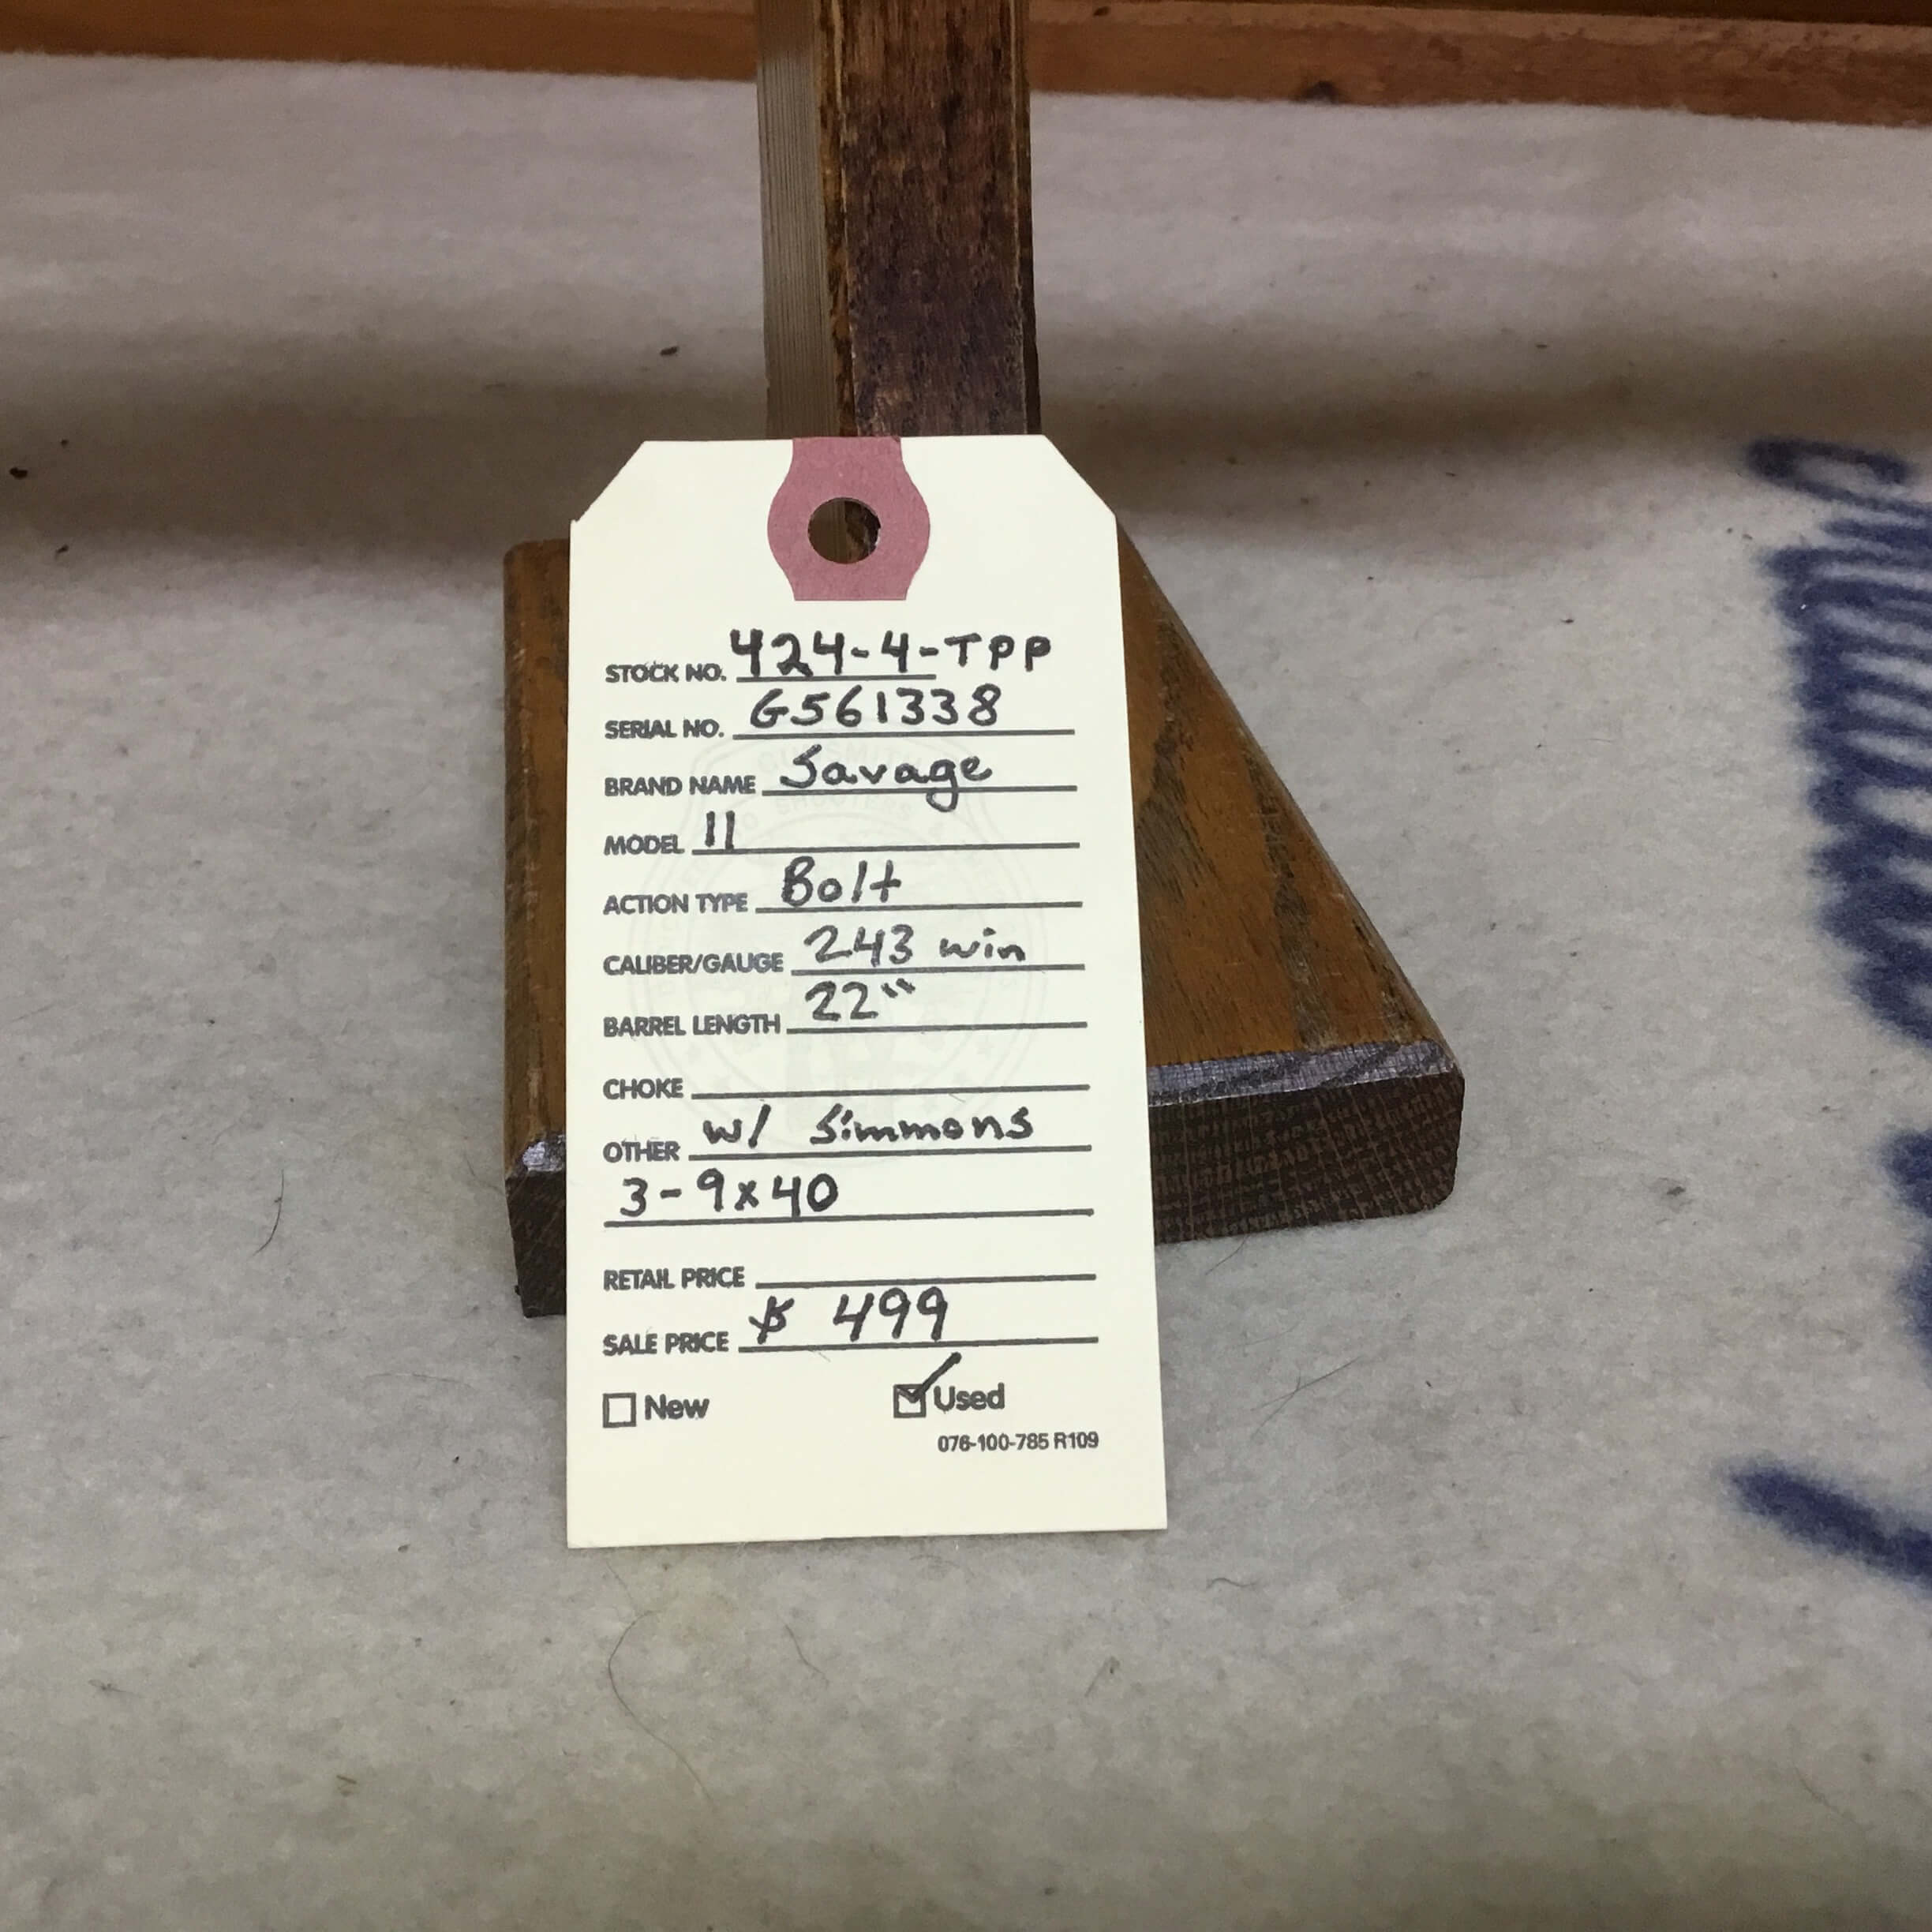 STOCK NO. 424-4-TPP
SERIAL NO. G561338
BRAND NAME Savage
MODEL 11
ACTION TYPE Bolt
CALIBER/GAUGE 243 win
BARREL LENGTH 22"
CHOKE
OTHER w/ Simmons
3-9x40
RETAIL PRICE
SALE PRICE $ 499
New Used
076-100-785 R109